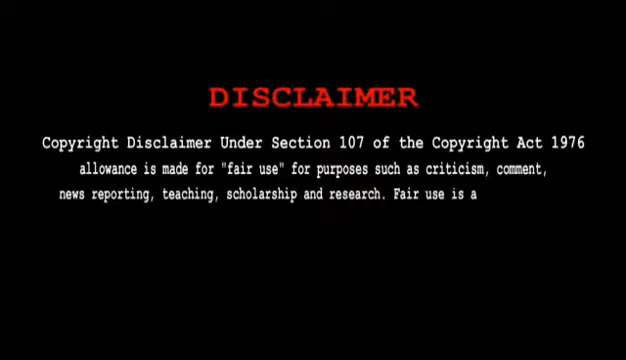 DISCLAIMER
Copyright Disclaimer Under Section 107 of the Copyright Act 1976
allowance is made for "fair use" for purposes such as criticism, comment,
news reporting, teaching, scholarship and research. Fair use is a